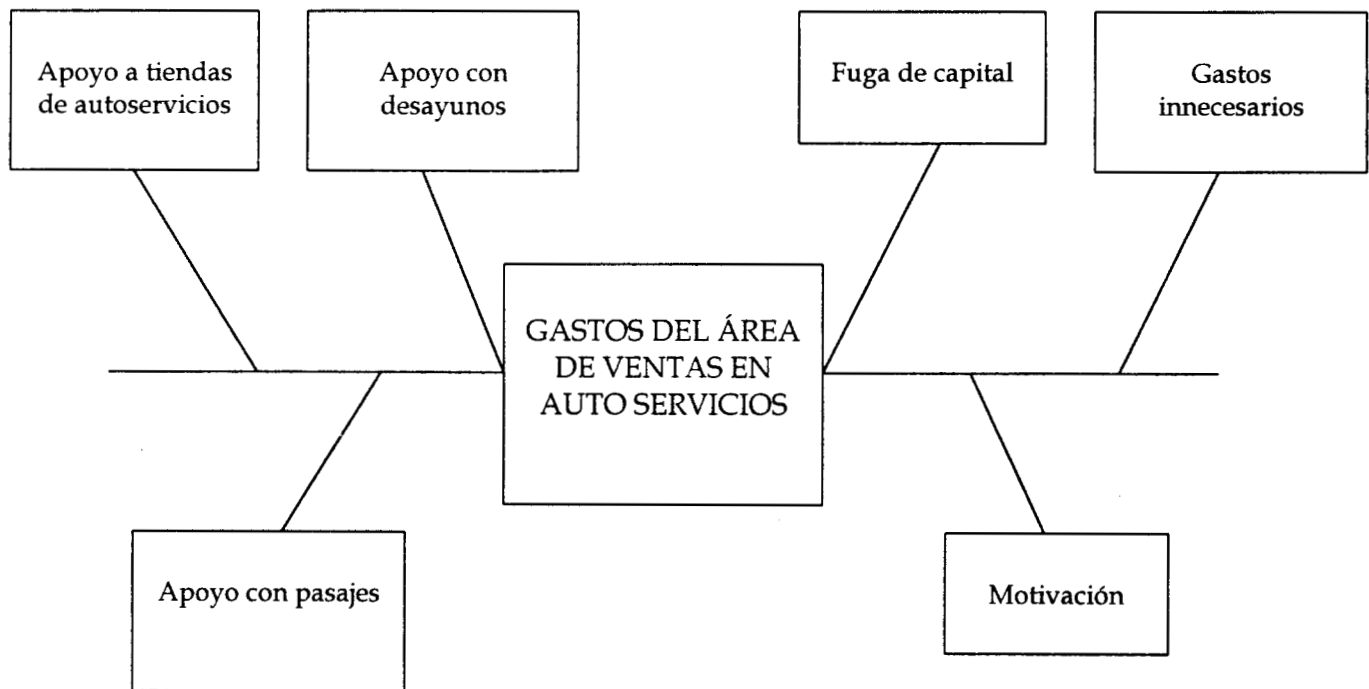 Apoyo a tiendas
de autoservicios
Apoyo con
desayunos
Fuga de capital
Gastos
innecesarios
GASTOS DEL ÁREA
DE VENTAS EN
AUTO SERVICIOS
Apoyo con pasajes
Motivación